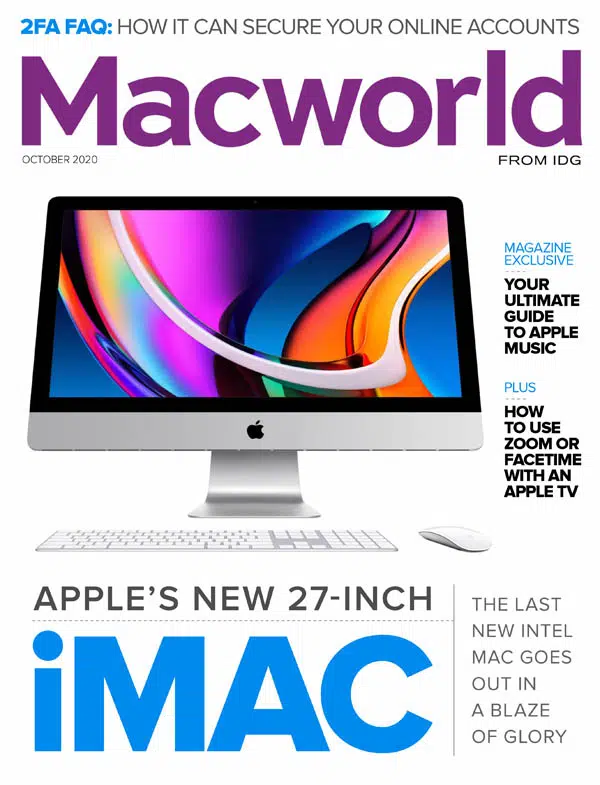 2FA FAQ: HOW IT CAN SECURE YOUR ONLINE ACCOUNTS
Macworld
OCTOBER 2020
FROM IDG
MAGAZINE
EXCLUSIVE
YOUR
ULTIMATE
GUIDE
TO APPLE
MUSIC
PLUS
HOW
TO USE
ZOOM OR
FACETIME
WITH AN
APPLE TV
APPLE’S NEW 27-INCH
iMAC
THE LAST
NEW INTEL
MAC GOES
OUT IN
A BLAZE
OF GLORY